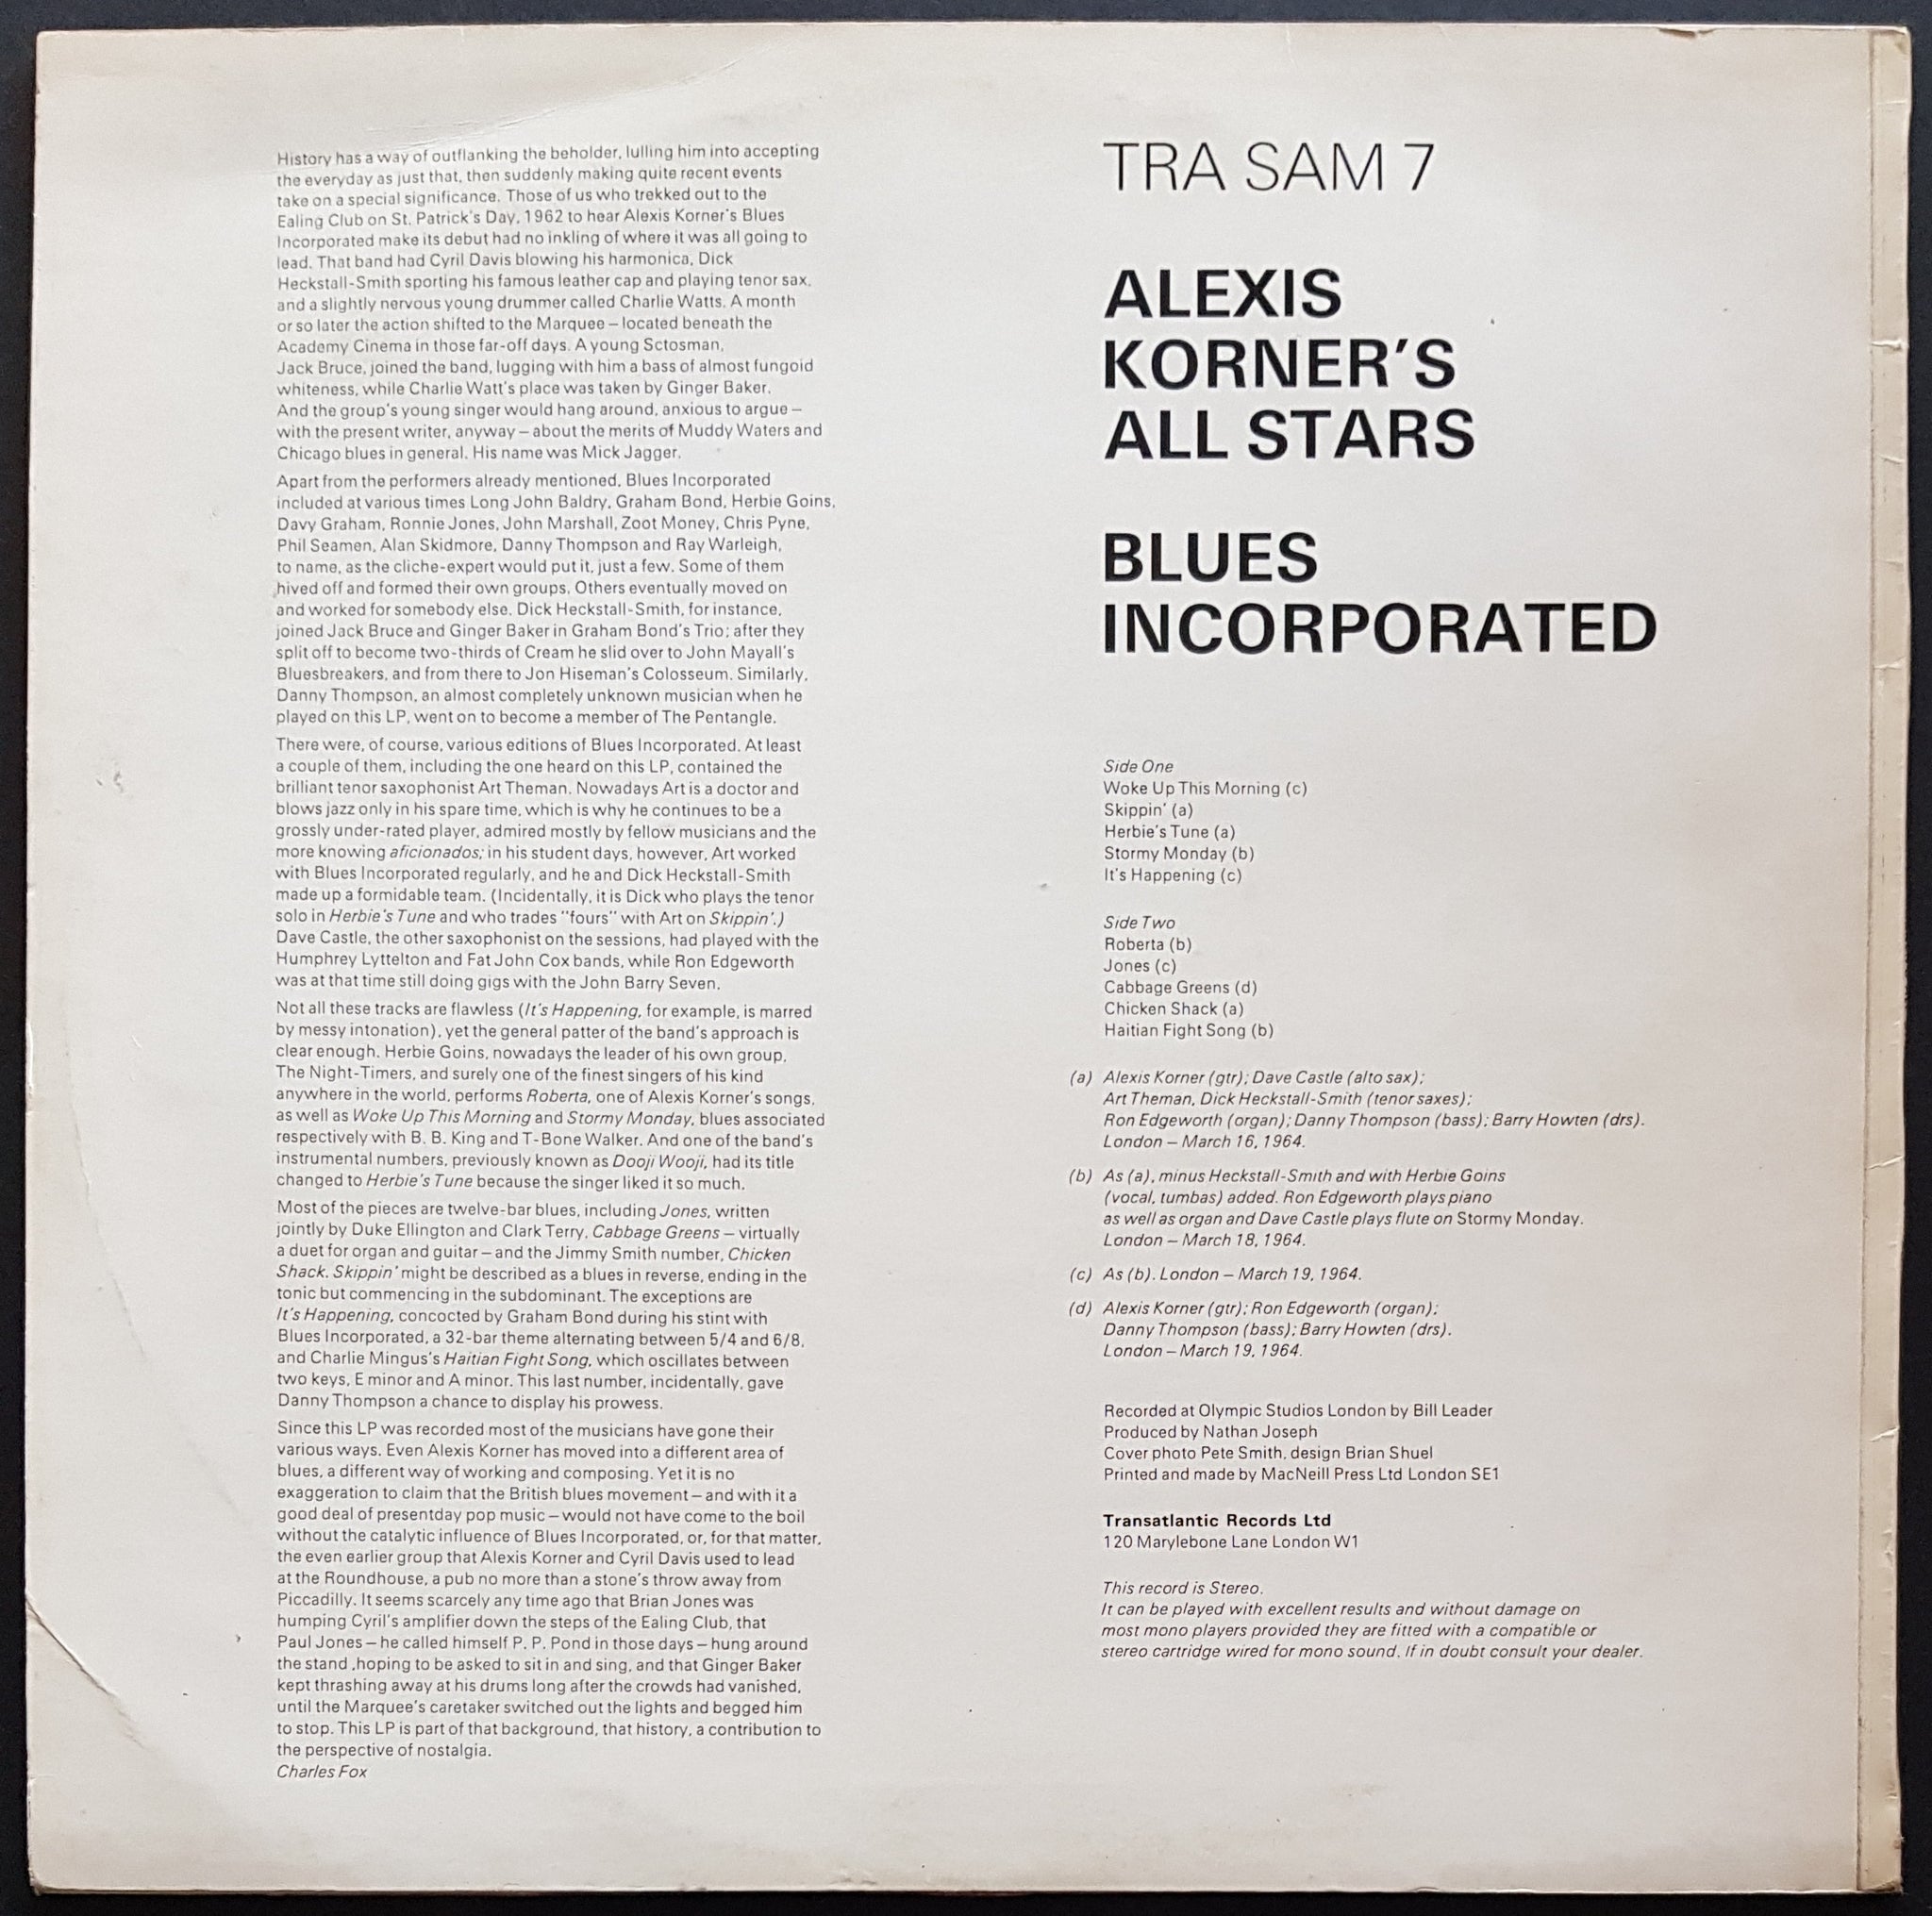 History has a way of outflanking the beholder, lulling him into accepting
the everyday as just that, then suddenly making quite recent events
take on a special significance. Those of us who trekked out to the
Ealing Club on St. Patrick's Day, 1962 to hear Alexis Korner's Blues
Incorporated make its debut had no inkling of where it was all going to
lead. That band had Cyril Davis blowing his harmonica, Dick
Heckstall-Smith sporting his famous leather cap and playing tenor sax,
and a slightly nervous young drummer called Charlie Watts. A month
or so later the action shifted to the Marquee – located beneath the
Academy Cinema in those far-off days. A young Sctosman,
Jack Bruce, joined the band, lugging with him a bass of almost fungoid
whiteness, while Charlie Watt's place was taken by Ginger Baker.
And the group's young singer would hang around, anxious to argue –
with the present writer, anyway – about the merits of Muddy Waters and
Chicago blues in general. His name was Mick Jagger.
Apart from the performers already mentioned, Blues Incorporated
included at various times Long John Baldry, Graham Bond, Herbie Goins,
Davy Graham, Ronnie Jones, John Marshall, Zoot Money, Chris Pyne,
Phil Seamen, Alan Skidmore, Danny Thompson and Ray Warleigh,
to name, as the cliche-expert would put it, just a few. Some of them
hived off and formed their own groups. Others eventually moved on
and worked for somebody else. Dick Heckstall-Smith, for instance,
joined Jack Bruce and Ginger Baker in Graham Bond's Trio; after they
split off to become two-thirds of Cream he slid over to John Mayall's
Bluesbreakers, and from there to Jon Hiseman's Colosseum. Similarly,
Danny Thompson, an almost completely unknown musician when he
played on this LP, went on to become a member of The Pentangle.
There were, of course, various editions of Blues Incorporated. At least
a couple of them, including the one heard on this LP, contained the
brilliant tenor saxophonist Art Theman. Nowadays Art is a doctor and
blows jazz only in his spare time, which is why he continues to be a
grossly under-rated player, admired mostly by fellow musicians and the
more knowing aficionados; in his student days, however, Art worked
with Blues Incorporated regularly, and he and Dick Heckstall-Smith
made up a formidable team. (Incidentally, it is Dick who plays the tenor
solo in Herbie's Tune and who trades "fours" with Art on Skippin'.)
Dave Castle, the other saxophonist on the sessions, had played with the
Humphrey Lyttelton and Fat John Cox bands, while Ron Edgeworth
was at that time still doing gigs with the John Barry Seven.
Not all these tracks are flawless (It's Happening, for example, is marred
by messy intonation), yet the general patter of the band's approach is
clear enough. Herbie Goins, nowadays the leader of his own group,
The Night-Timers, and surely one of the finest singers of his kind
anywhere in the world, performs Roberta, one of Alexis Korner's songs,
as well as Woke Up This Morning and Stormy Monday, blues associated
respectively with B. B. King and T-Bone Walker. And one of the band's
instrumental numbers, previously known as Dooji Wooji, had its title
changed to Herbie's Tune because the singer liked it so much.
Most of the pieces are twelve-bar blues, including Jones, written
jointly by Duke Ellington and Clark Terry, Cabbage Greens – virtually
a duet for organ and guitar – and the Jimmy Smith number, Chicken
Shack. Skippin' might be described as a blues in reverse, ending in the
tonic but commencing in the subdominant. The exceptions are
It's Happening, concocted by Graham Bond during his stint with
Blues Incorporated, a 32-bar theme alternating between 5/4 and 6/8,
and Charlie Mingus's Haitian Fight Song, which oscillates between
two keys, E minor and A minor. This last number, incidentally, gave
Danny Thompson a chance to display his prowess.
Since this LP was recorded most of the musicians have gone their
various ways. Even Alexis Korner has moved into a different area of
blues, a different way of working and composing. Yet it is no
exaggeration to claim that the British blues movement – and with it a
good deal of presentday pop music – would not have come to the boil
without the catalytic influence of Blues Incorporated, or, for that matter,
the even earlier group that Alexis Korner and Cyril Davis used to lead
at the Roundhouse, a pub no more than a stone's throw away from
Piccadilly. It seems scarcely any time ago that Brian Jones was
humping Cyril's amplifier down the steps of the Ealing Club, that
Paul Jones – he called himself P. P. Pond in those days – hung around
the stand ,hoping to be asked to sit in and sing, and that Ginger Baker
kept thrashing away at his drums long after the crowds had vanished,
until the Marquee's caretaker switched out the lights and begged him
to stop. This LP is part of that background, that history, a contribution to
the perspective of nostalgia.
Charles Fox
TRA SAM 7
ALEXIS
KORNER'S
ALL STARS
BLUES
INCORPORATED
Side One
Woke Up This Morning (c)
Skippin' (a)
Herbie's Tune (a)
Stormy Monday (b)
It's Happening (c)
Side Two
Roberta (b)
Jones (c)
Cabbage Greens (d)
Chicken Shack (a)
Haitian Fight Song (b)
(a) Alexis Korner (gtr); Dave Castle (alto sax);
Art Theman, Dick Heckstall-Smith (tenor saxes);
Ron Edgeworth (organ); Danny Thompson (bass); Barry Howten (drs).
London – March 16, 1964.
(b) As (a), minus Heckstall-Smith and with Herbie Goins
(vocal, tumbas) added. Ron Edgeworth plays piano
as well as organ and Dave Castle plays flute on Stormy Monday.
London – March 18, 1964.
(c) As (b). London – March 19, 1964.
(d) Alexis Korner (gtr); Ron Edgeworth (organ);
Danny Thompson (bass); Barry Howten (drs).
London – March 19, 1964.
Recorded at Olympic Studios London by Bill Leader
Produced by Nathan Joseph
Cover photo Pete Smith, design Brian Shuel
Printed and made by MacNeill Press Ltd London SE1
Transatlantic Records Ltd
120 Marylebone Lane London W1
This record is Stereo.
It can be played with excellent results and without damage on
most mono players provided they are fitted with a compatible or
stereo cartridge wired for mono sound. If in doubt consult your dealer.